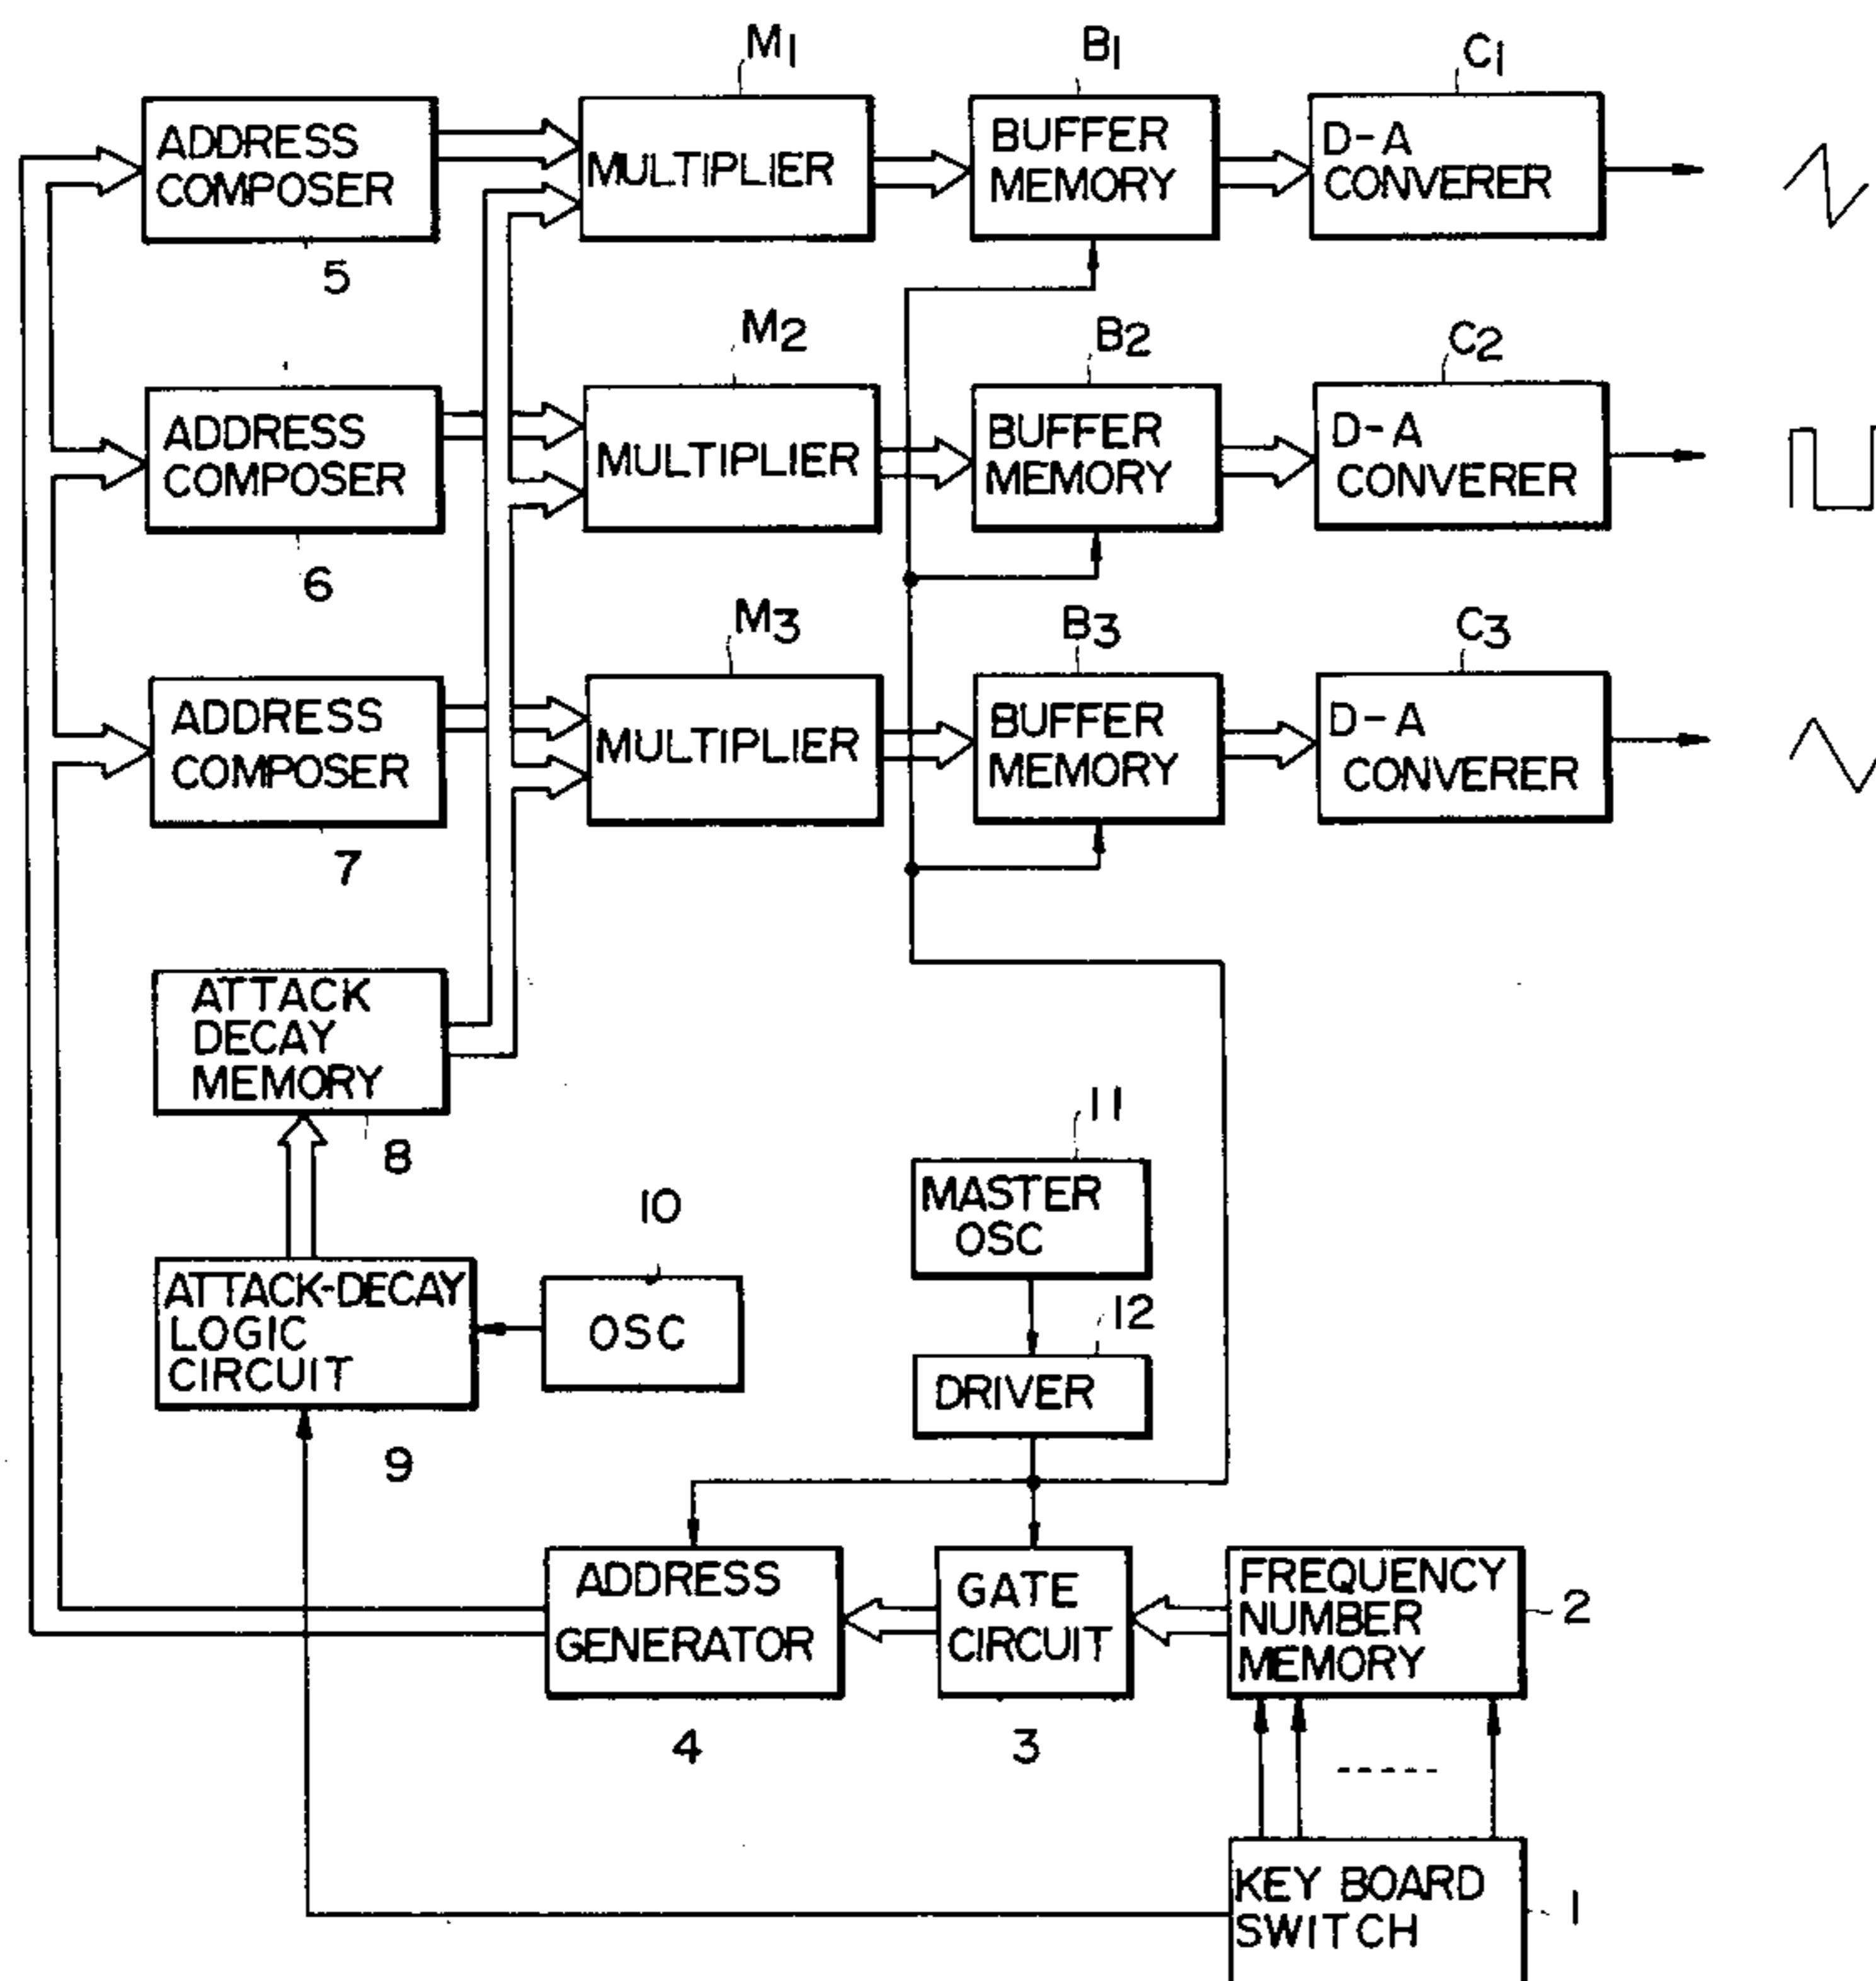 M1
B1
C1
ADDRESS
COMPOSER
MULTIPLIER
BUFFER
MEMORY
D-A
CONVERER
5
M2
B2
C2
ADDRESS
COMPOSER
MULTIPLIER
BUFFER
MEMORY
D-A
CONVERER
6
M3
B3
C3
ADDRESS
COMPOSER
MULTIPLIER
BUFFER
MEMORY
D-A
CONVERER
7
ATTACK
DECAY
MEMORY
8
11
MASTER
OSC
10
ATTACK-DECAY
LOGIC
CIRCUIT
OSC
12
DRIVER
9
ADDRESS
GENERATOR
GATE
CIRCUIT
FREQUENCY
NUMBER
MEMORY
2
4
3
KEY BOARD
SWITCH
1